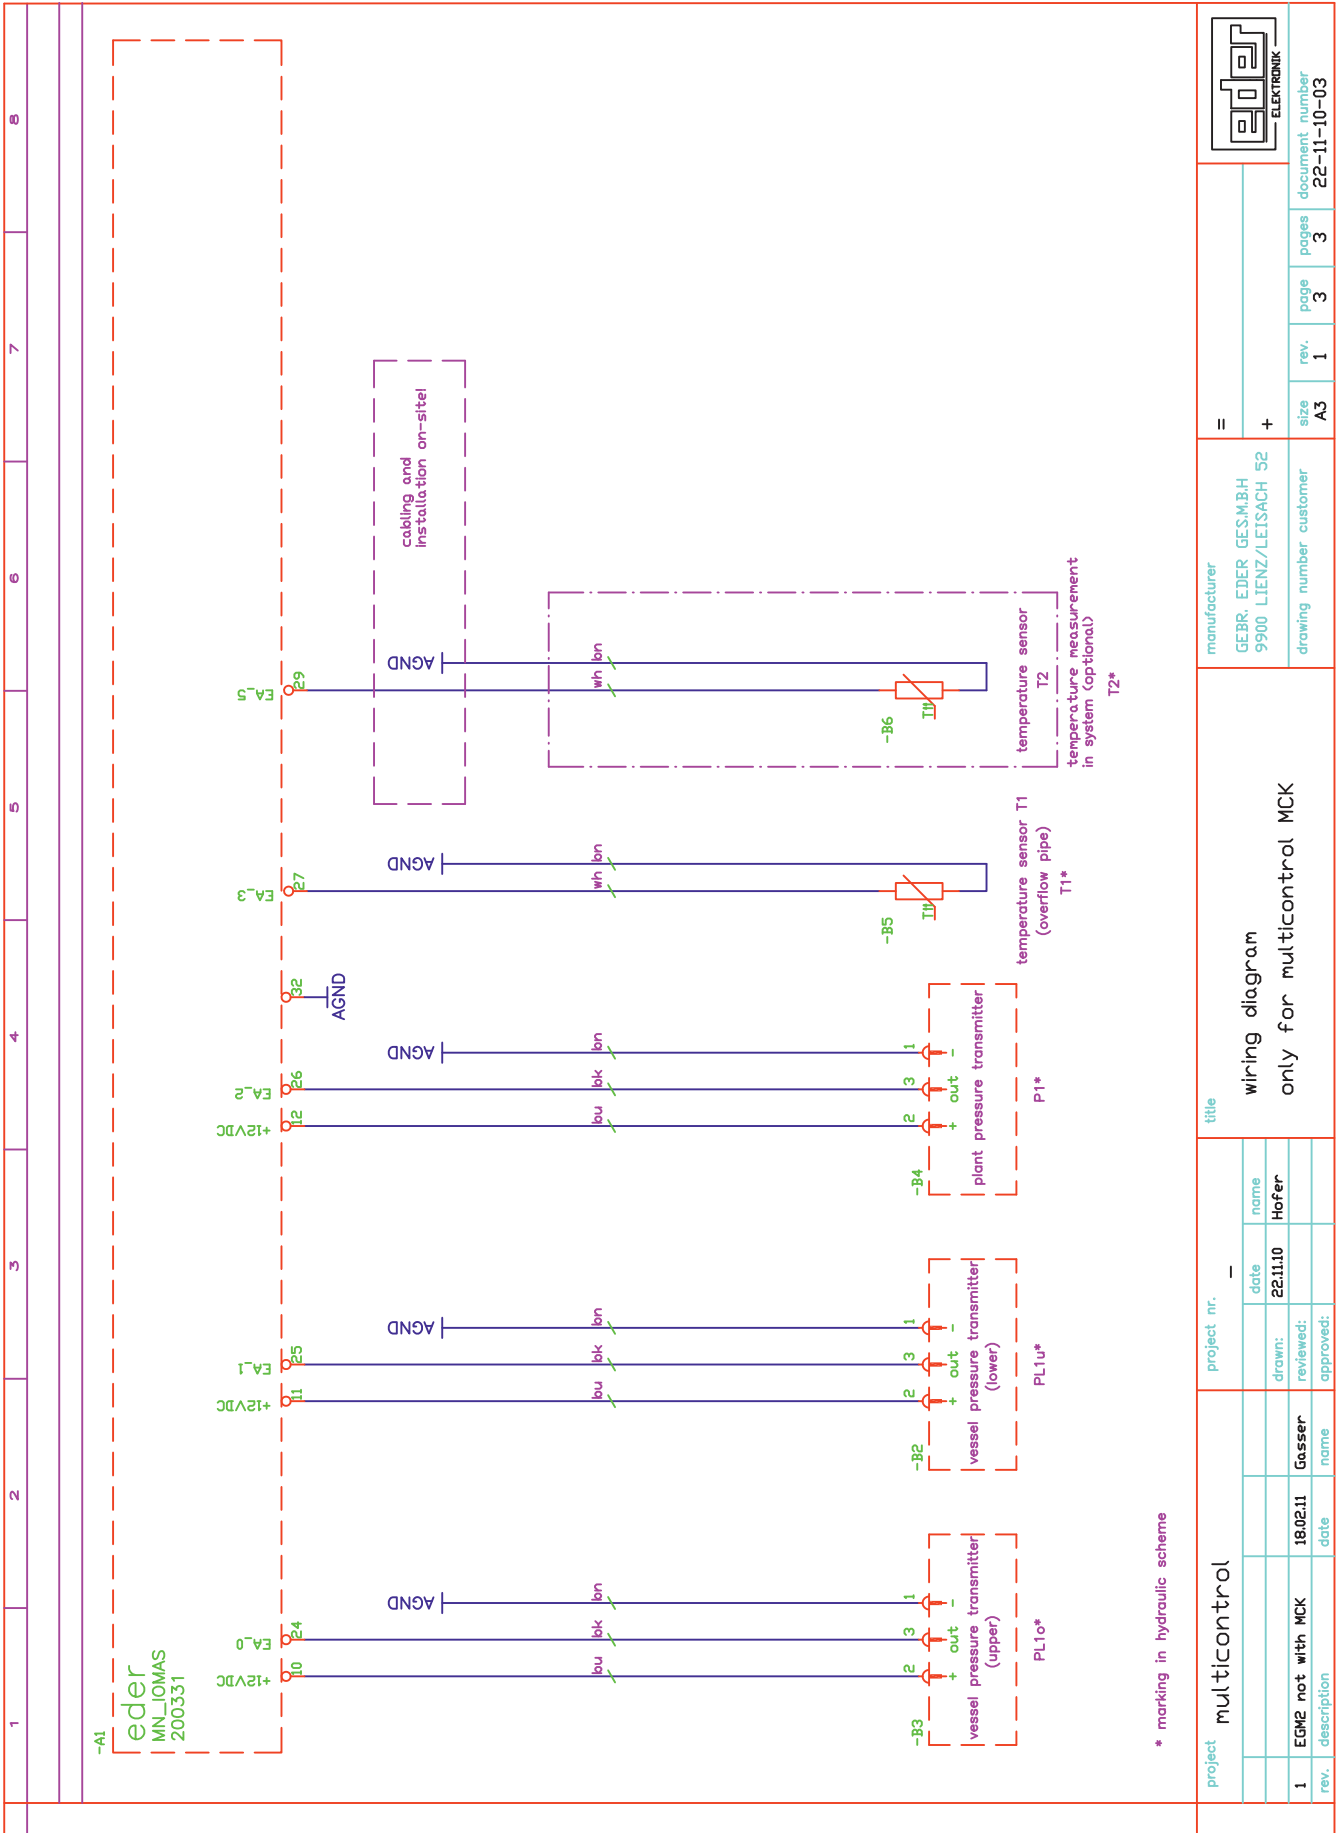 1
2
3
4
5
6
7
8
-A1
eder
MN_IOMAS
200331
+12VDC
10
EA_0
24
AGND
+12VDC
11
EA_1
25
AGND
+12VDC
12
EA_2
26
AGND
32
AGND
EA_3
27
AGND
EA_5
29
AGND
cabling and
installation on-site!
bu
bk
bn
bu
bk
bn
bu
bk
bn
wh
bn
wh
bn
-B3
2
3
1
+
out
-
vessel pressure transmitter
(upper)
PL1o*
-B2
2
3
1
+
out
-
vessel pressure transmitter
(lower)
PL1u*
-B4
2
3
1
+
out
-
plant pressure transmitter
P1*
-B5
temperature sensor T1
(overflow pipe)
T1*
-B6
temperature sensor
T2
temperature measurement
in system (optional)
T2*
* marking in hydraulic scheme
project
multicontrol
1
EGM2 not with MCK
18.02.11
Gasser
rev.
description
date
name
project nr.
-
date
name
drawn:
22.11.10
Hofer
reviewed:
approved:
title
wiring diagram
only for multicontrol MCK
manufacturer
GEBR. EDER GES.M.B.H
9900 LIENZ/LEISACH 52
drawing number customer
=
+
size
A3
rev.
1
page
3
pages
3
document number
22-11-10-03
eder
ELEKTRONIK